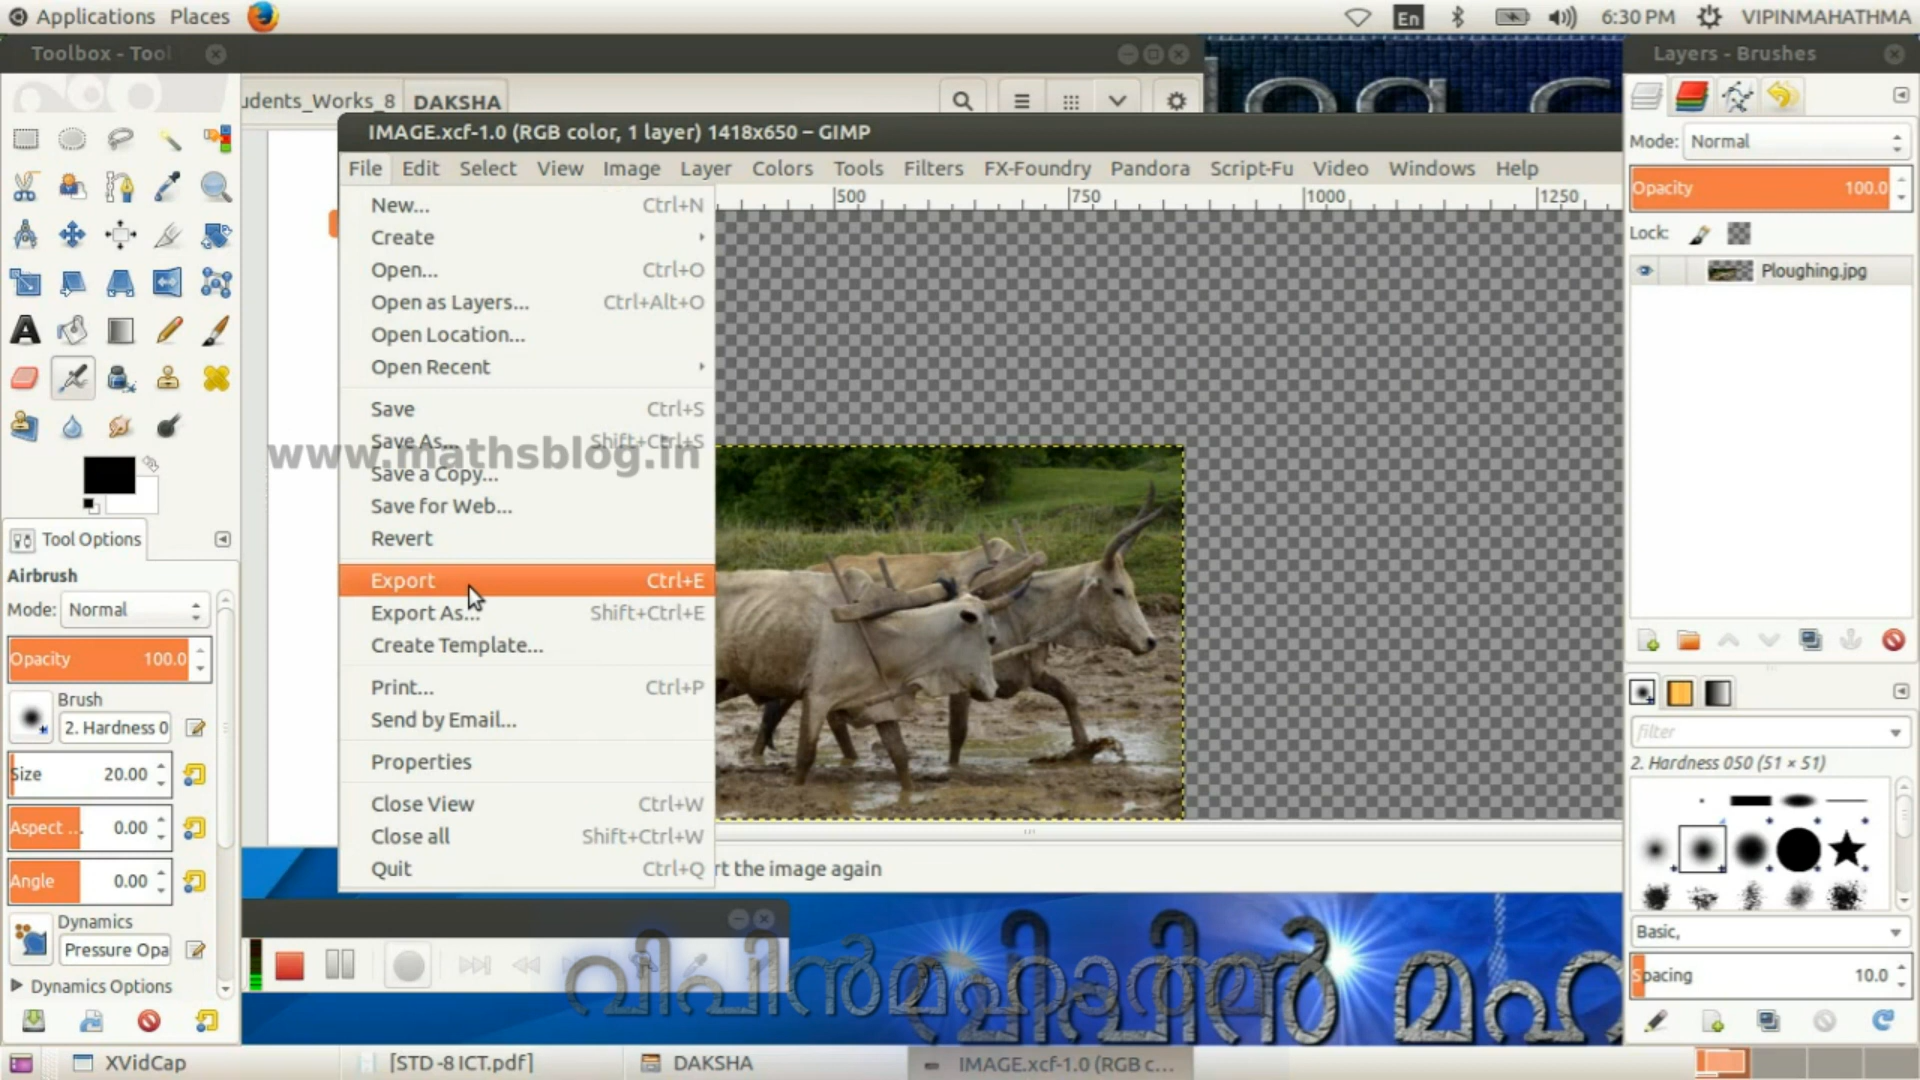 Applications Places
En
6:30 PM VIPINMAHATHMA
Toolbox - Tool
Layers - Brushes
udents_Works_8 DAKSHA
IMAGE.xcf-1.0 (RGB color, 1 layer) 1418x650 – GIMP
File Edit Select View Image Layer Colors Tools Filters FX-Foundry Pandora Script-Fu Video Windows Help
500 750 1000 1250
New... Ctrl+N
Create
Open... Ctrl+O
Open as Layers... Ctrl+Alt+O
Open Location...
Open Recent
Save Ctrl+S
Save As... Shift+Ctrl+S
www.mathsblog.in
Save a Copy...
Save for Web...
Revert
Export Ctrl+E
Export As... Shift+Ctrl+E
Create Template...
Print... Ctrl+P
Send by Email...
Properties
Close View Ctrl+W
Close all Shift+Ctrl+W
Quit Ctrl+Q
rt the image again
Tool Options
Airbrush
Mode: Normal
Opacity 100.0
Brush
2. Hardness 0
Size 20.00
Aspect ... 0.00
Angle 0.00
Dynamics
Pressure Opa
Dynamics Options
Mode: Normal
Opacity 100.0
Lock:
Ploughing.jpg
filter
2. Hardness 050 (51 × 51)
Basic,
Spacing 10.0
വിപിൻമഹാത്മ
XVidCap
[STD -8 ICT.pdf]
DAKSHA
IMAGE.xcf-1.0 (RGB c...